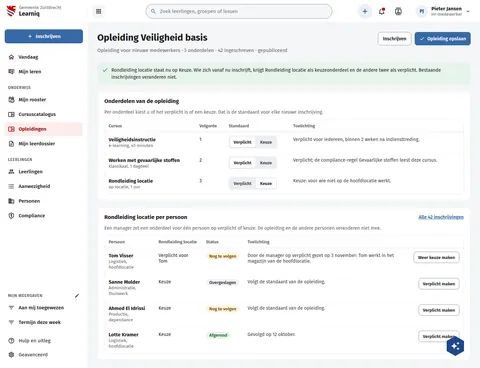 Gemeente Zuiddrecht
Learniq
Zoek leerlingen, groepen of lessen
PJ
Pieter Jansen
Hr-medewerker
+ Inschrijven
Vandaag
Mijn leren
ONDERWIJS
Mijn rooster
Cursuscatalogus
Opleidingen
Mijn leerdossier
LEERLINGEN
Leerlingen
Aanwezigheid
Personen
Compliance
MIJN WEERGAVEN
Aan mij toegewezen
Termijn deze week
Hulp en uitleg
Geavanceerd
Opleiding Veiligheid basis
Opleiding voor nieuwe medewerkers · 3 onderdelen · 42 ingeschreven · gepubliceerd
Inschrijven
Opleiding opslaan
Rondleiding locatie staat nu op Keuze. Wie zich vanaf nu inschrijft, krijgt Rondleiding locatie als keuzeonderdeel en de andere twee als verplicht. Bestaande
inschrijvingen veranderen niet.
Onderdelen van de opleiding
Per onderdeel kiest u of het verplicht is of een keuze. Dat is de standaard voor elke nieuwe inschrijving.
Cursus Volgorde Standaard Toelichting
Veiligheidsinstructie 1 Verplicht Keuze Verplicht voor iedereen, binnen 2 weken na indiensttreding.
e-learning, 45 minuten
Werken met gevaarlijke stoffen 2 Verplicht Keuze Verplicht; de compliance-regel Gevaarlijke stoffen leest deze cursus.
klassikaal, 1 dagdeel
Rondleiding locatie 3 Verplicht Keuze Keuze: voor wie niet op de hoofdlocatie werkt.
op locatie, 1 uur
Rondleiding locatie per persoon
Alle 42 inschrijvingen
Een manager zet een onderdeel voor één persoon op verplicht of keuze. De opleiding en de andere personen veranderen niet mee.
Persoon Rondleiding locatie Status Toelichting
Tom Visser Verplicht voor Tom Nog te volgen Door de manager op verplicht gezet op 3 november: Tom werkt in het magazijn van de hoofdlocatie. Weer keuze maken
Logistiek, hoofdlocatie
Sanne Mulder Keuze Overgeslagen Volgt de standaard van de opleiding. Verplicht maken
Administratie, thuiswerk
Ahmed El Idrissi Keuze Nog te volgen Volgt de standaard van de opleiding. Verplicht maken
Productie, dependance
Lotte Kramer Keuze Afgerond Gevolgd op 12 oktober. Verplicht maken
Logistiek, hoofdlocatie